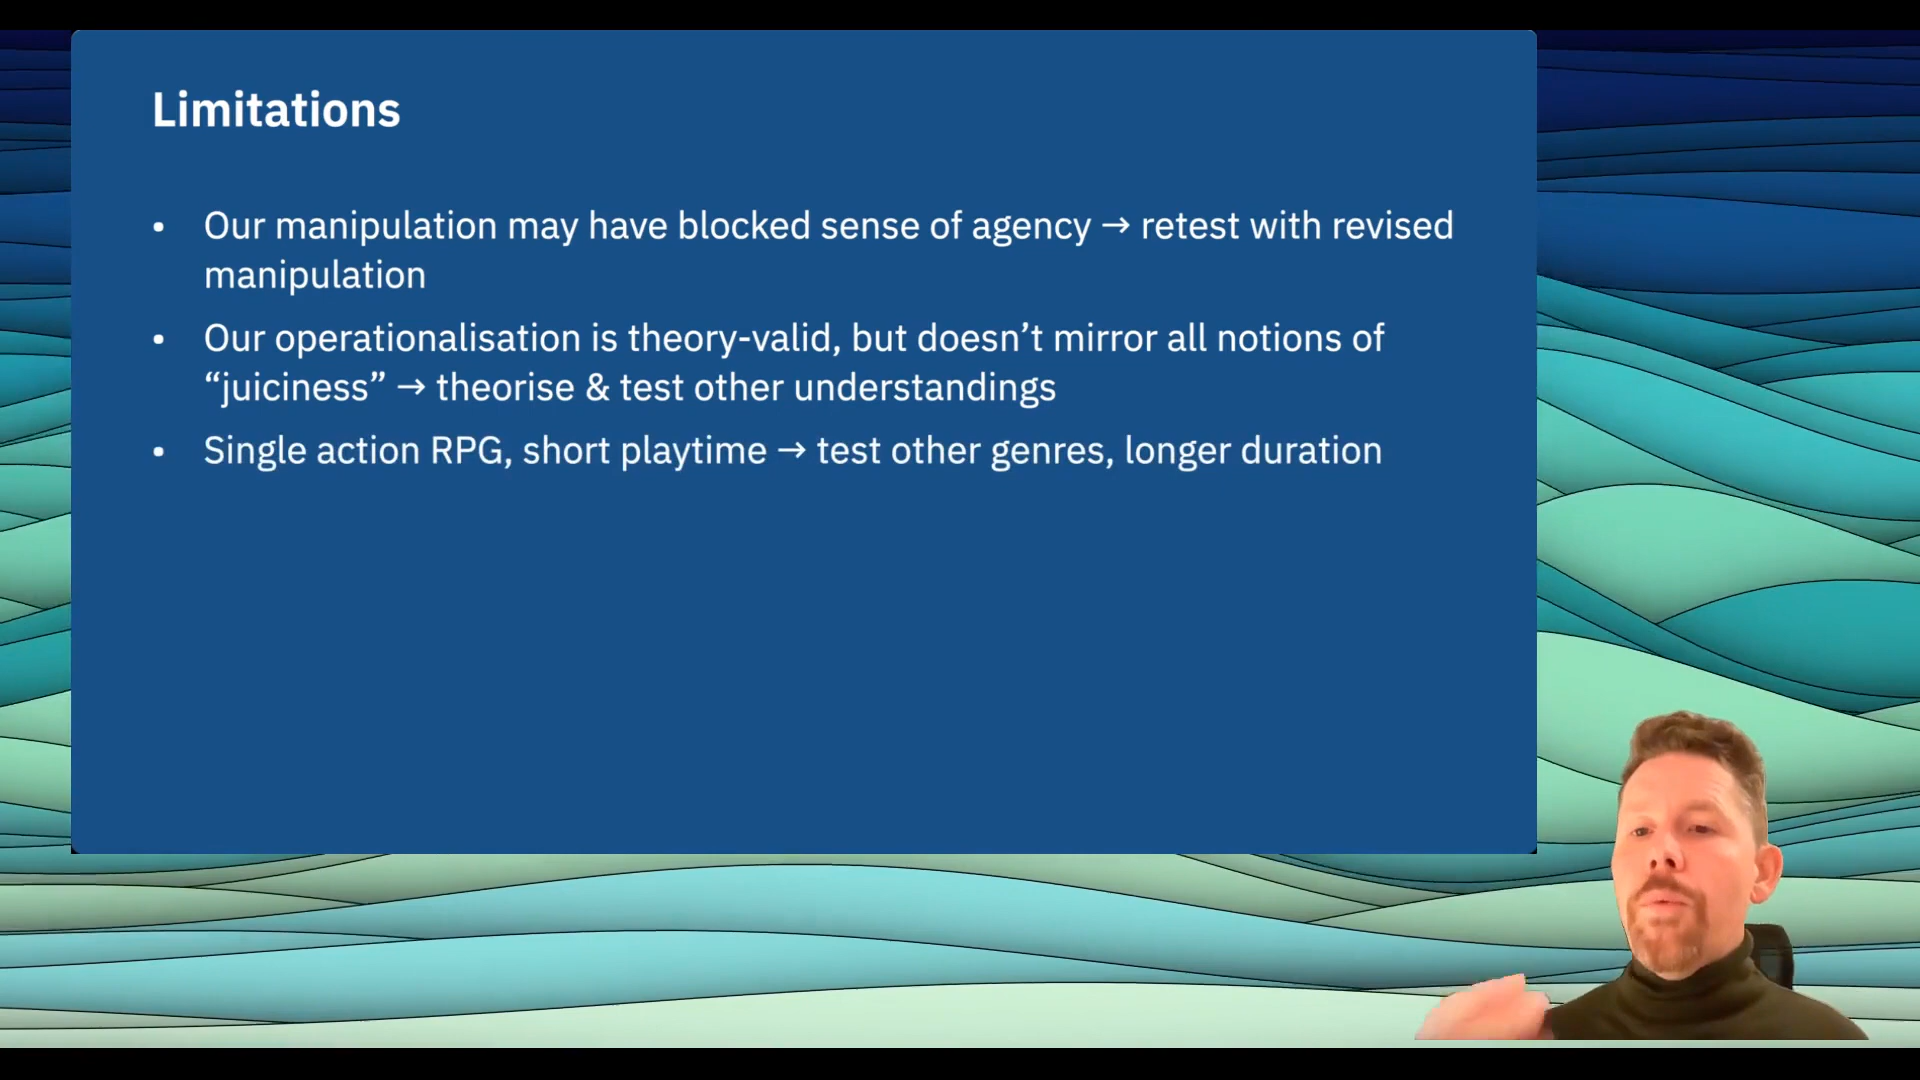 Limitations
• Our manipulation may have blocked sense of agency → retest with revised
manipulation
• Our operationalisation is theory-valid, but doesn’t mirror all notions of
“juiciness” → theorise & test other understandings
• Single action RPG, short playtime → test other genres, longer duration